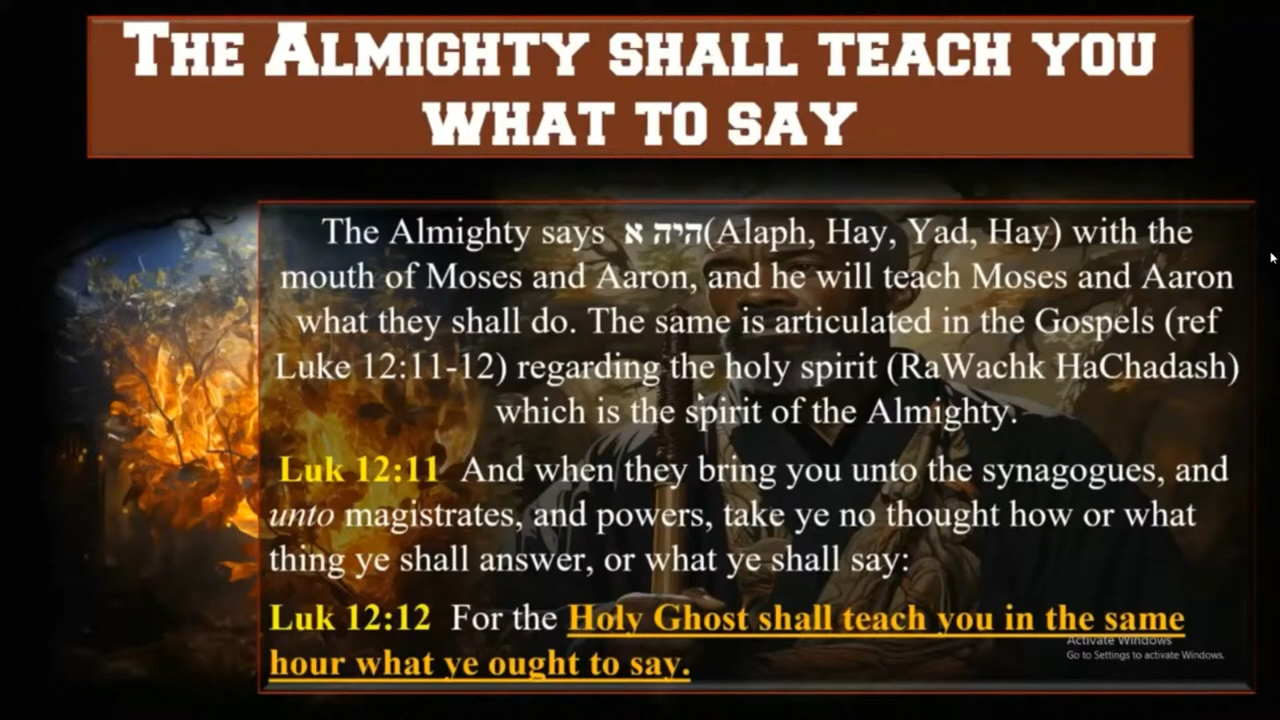 THE ALMIGHTY SHALL TEACH YOU
WHAT TO SAY
The Almighty says היה א(Alaph, Hay, Yad, Hay) with the
mouth of Moses and Aaron, and he will teach Moses and Aaron
what they shall do. The same is articulated in the Gospels (ref
Luke 12:11-12) regarding the holy spirit (RaWachk HaChadash)
which is the spirit of the Almighty.
Luk 12:11 And when they bring you unto the synagogues, and
unto magistrates, and powers, take ye no thought how or what
thing ye shall answer, or what ye shall say:
Luk 12:12 For the Holy Ghost shall teach you in the same
hour what ye ought to say.
Activate Windows
Go to Settings to activate Windows.